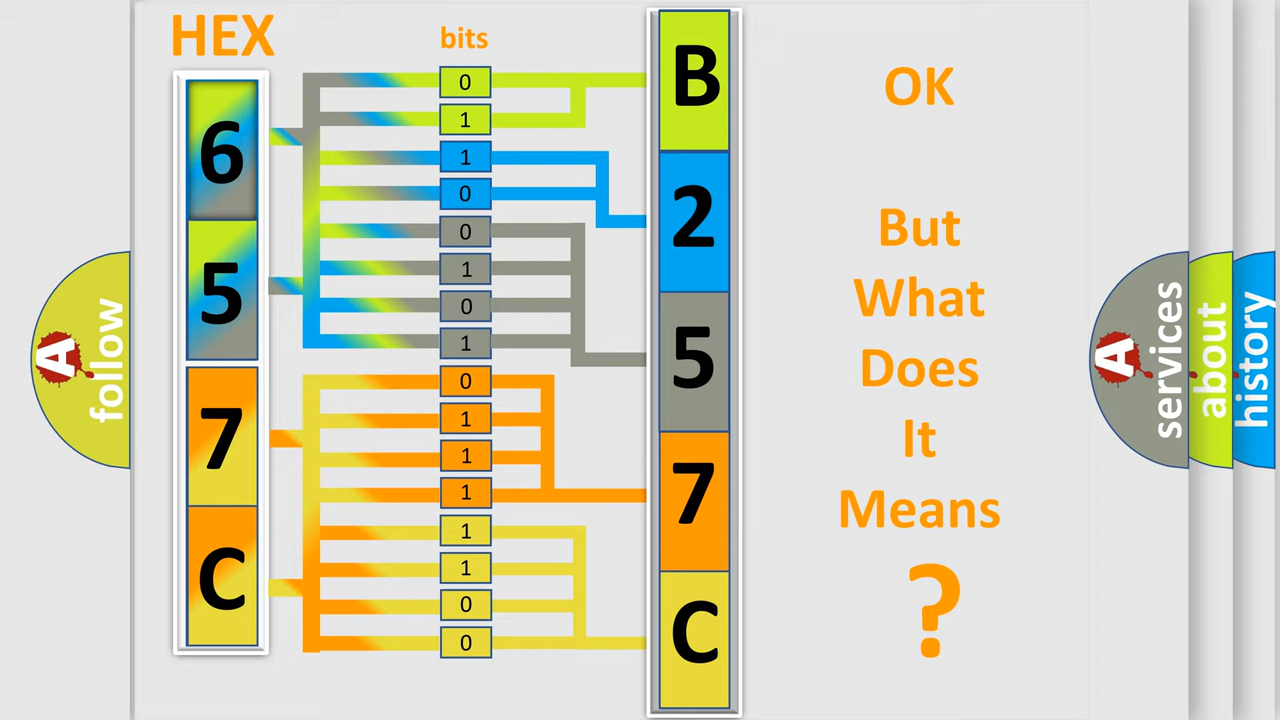 HEX
bits
6
5
7
C
0
1
1
0
0
1
0
1
0
1
1
1
1
1
0
0
B
2
5
7
C
OK
But
What
Does
It
Means
?
A
follow
A
services
about
history